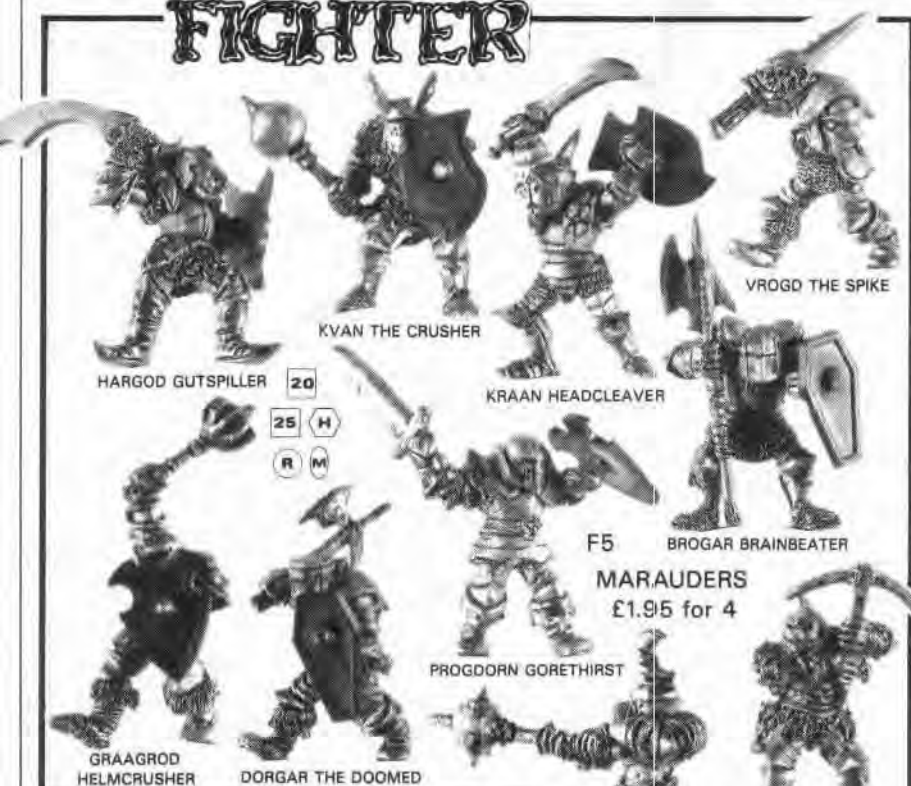 FIGHTER
VROGD THE SPIKE
KVAN THE CRUSHER
HARGOD GUTSPILLER
20
KRAAN HEADCLEAVER
25 H
R M
F5
BROGAR BRAINBEATER
MARAUDERS
£1.95 for 4
PROGDORN GORETHIRST
GRAAGROD
HELMCRUSHER
DORGAR THE DOOMED